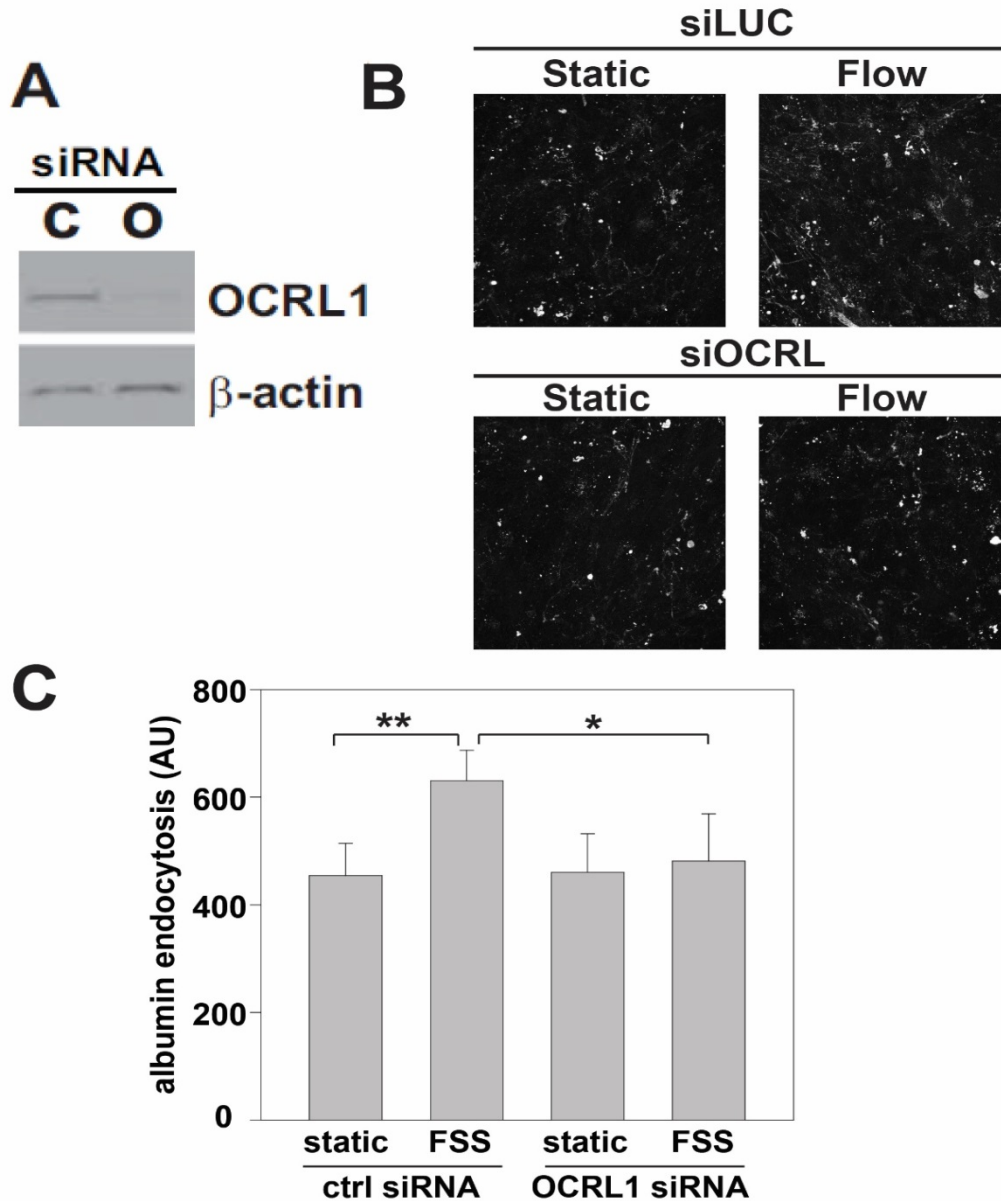 A
siRNA
C O
OCRL1
β-actin
B
siLUC
Static Flow
siOCRL
Static Flow
C
albumin endocytosis (AU)
800
600
400
200
0
** *
static FSS static FSS
ctrl siRNA OCRL1 siRNA